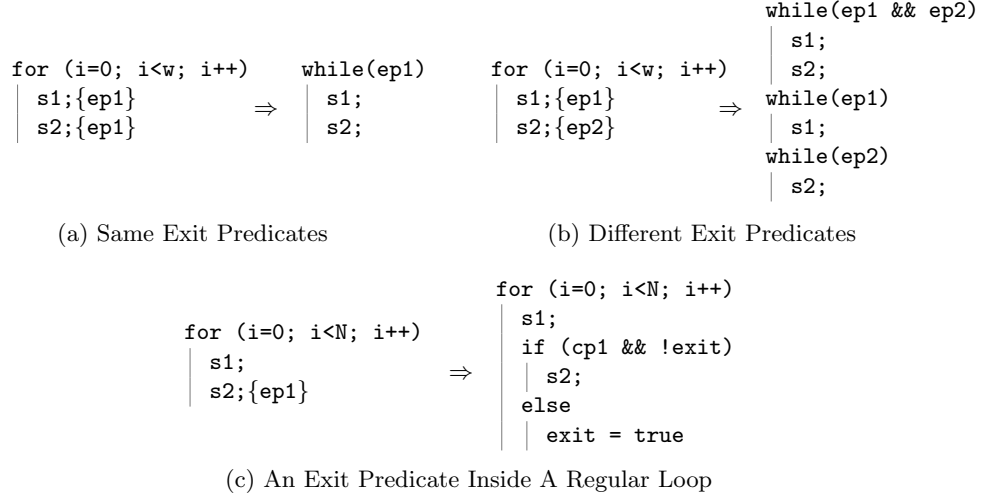 for (i=0; i<w; i++)
s1;{ep1}
s2;{ep1}
⇒
while(ep1)
s1;
s2;
(a) Same Exit Predicates
for (i=0; i<w; i++)
s1;{ep1}
s2;{ep2}
⇒
while(ep1 && ep2)
s1;
s2;
while(ep1)
s1;
while(ep2)
s2;
(b) Different Exit Predicates
for (i=0; i<N; i++)
s1;
s2;{ep1}
⇒
for (i=0; i<N; i++)
s1;
if (cp1 && !exit)
s2;
else
exit = true
(c) An Exit Predicate Inside A Regular Loop